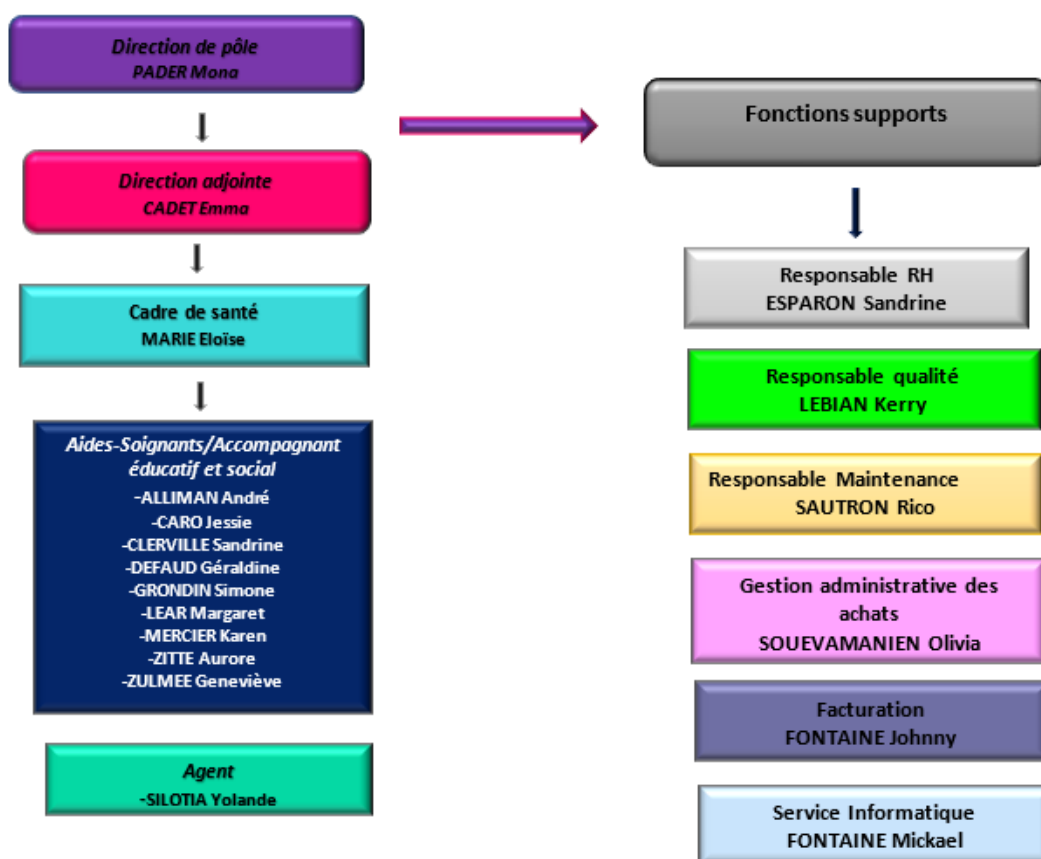 Direction de pôle
PADER Mona
Direction adjointe
CADET Emma
Cadre de santé
MARIE Eloïse
Aides-Soignants/Accompagnant
éducatif et social
-ALLIMAN André
-CARO Jessie
-CLERVILLE Sandrine
-DEFAUD Géraldine
-GRONDIN Simone
-LEAR Margaret
-MERCIER Karen
-ZITTE Aurore
-ZULMEE Geneviève
Agent
-SILOTIA Yolande
Fonctions supports
Responsable RH
ESPARON Sandrine
Responsable qualité
LEBIAN Kerry
Responsable Maintenance
SAUTRON Rico
Gestion administrative des
achats
SOUEVAMANIEN Olivia
Facturation
FONTAINE Johnny
Service Informatique
FONTAINE Mickael